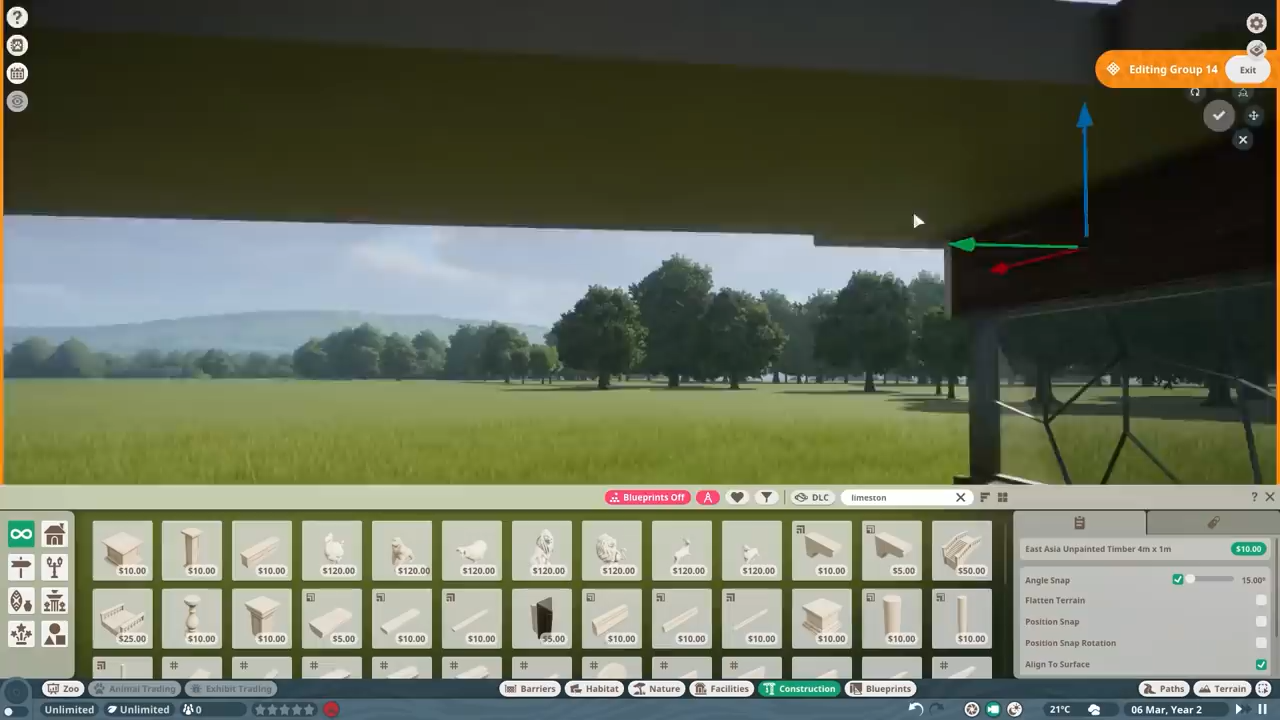 Editing Group 14
Exit
Blueprints Off
DLC
limeston
$10.00 $10.00 $10.00 $120.00 $120.00 $120.00 $120.00 $120.00 $120.00 $120.00 $10.00 $5.00 $50.00
$25.00 $10.00 $10.00 $5.00 $10.00 $10.00 $5.00 $10.00 $10.00 $10.00 $10.00 $10.00 $10.00
East Asia Unpainted Timber 4m x 1m $10.00
Angle Snap 15.00°
Flatten Terrain
Position Snap
Position Snap Rotation
Align To Surface
Zoo Animal Trading Exhibit Trading Barriers Habitat Nature Facilities Construction Blueprints Paths Terrain
Unlimited Unlimited 0 21°C 06 Mar, Year 2